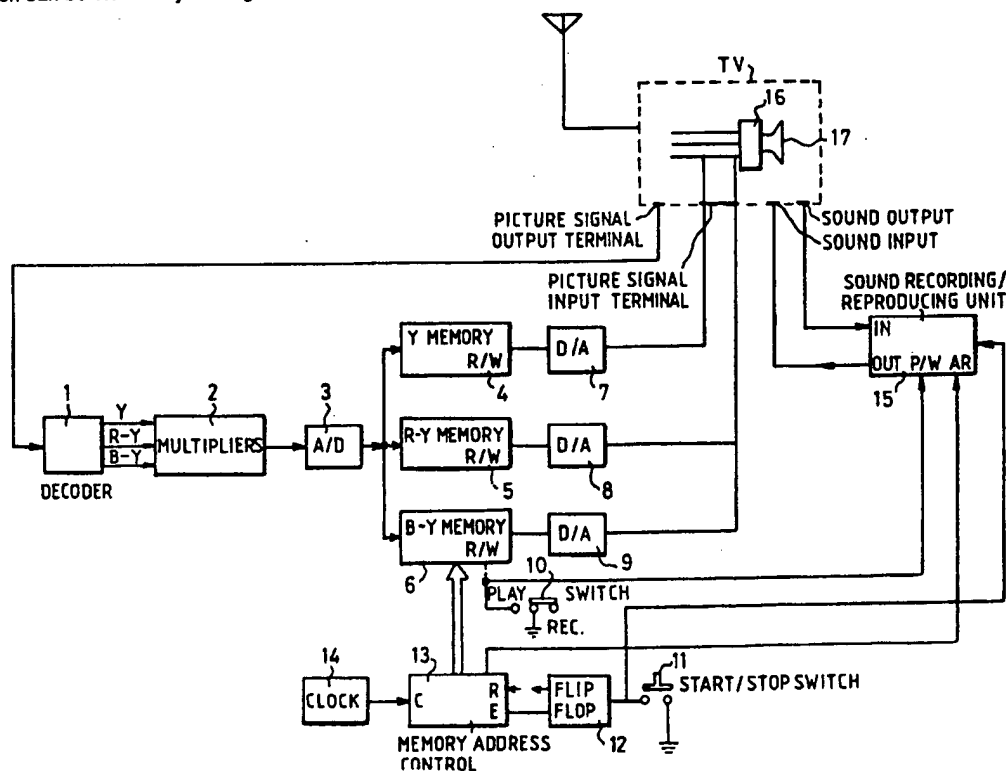 TV
16
17
PICTURE SIGNAL
OUTPUT TERMINAL
SOUND OUTPUT
SOUND INPUT
PICTURE SIGNAL
INPUT TERMINAL
SOUND RECORDING/
REPRODUCING UNIT
IN
OUT P/W AR
15
Y MEMORY
R/W
4
D/A
7
1
Y
R-Y
B-Y
DECODER
2
MULTIPLIERS
3
A/D
R-Y MEMORY
R/W
5
D/A
8
B-Y MEMORY
R/W
6
D/A
9
10
PLAY
SWITCH
REC.
14
CLOCK
13
C
R
E
MEMORY ADDRESS
CONTROL
FLIP
FLOP
12
11
START/STOP SWITCH